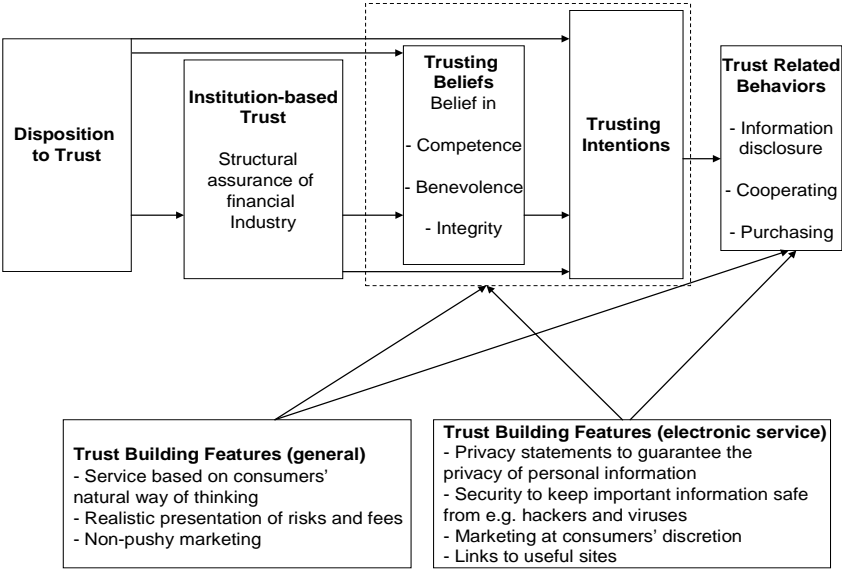 Disposition
to Trust
Institution-based
Trust
Structural
assurance of
financial
Industry
Trusting
Beliefs
Belief in
- Competence
- Benevolence
- Integrity
Trusting
Intentions
Trust Related
Behaviors
- Information
disclosure
- Cooperating
- Purchasing
Trust Building Features (general)
- Service based on consumers'
natural way of thinking
- Realistic presentation of risks and fees
- Non-pushy marketing
Trust Building Features (electronic service)
- Privacy statements to guarantee the
privacy of personal information
- Security to keep important information safe
from e.g. hackers and viruses
- Marketing at consumers' discretion
- Links to useful sites